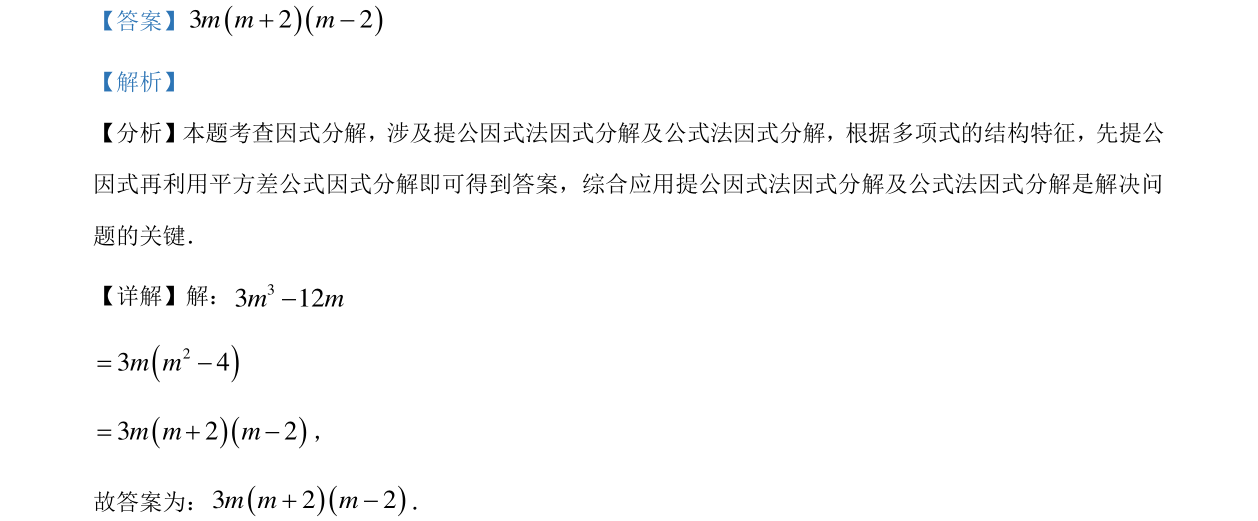 【答案】3m(m+2)(m−2)
【解析】
【分析】本题考查因式分解，涉及提公因式法因式分解及公式法因式分解，根据多项式的结构特征，先提公
因式再利用平方差公式因式分解即可得到答案，综合应用提公因式法因式分解及公式法因式分解是解决问
题的关键．
【详解】解：3m³−12m
=3m(m²−4)
=3m(m+2)(m−2)，
故答案为：3m(m+2)(m−2)．